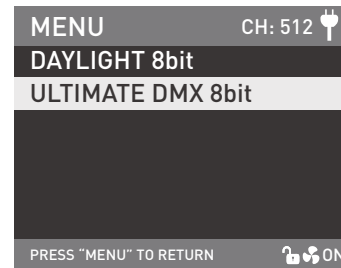 MENU CH: 512
DAYLIGHT 8bit
ULTIMATE DMX 8bit
PRESS “MENU” TO RETURN ON